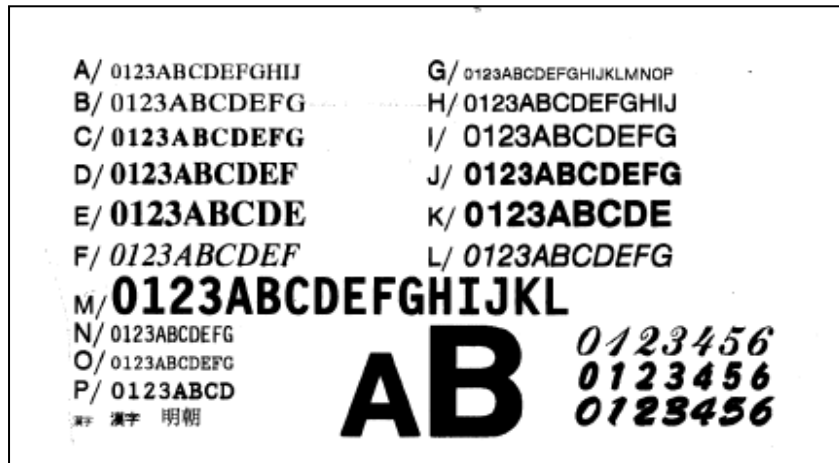 A/ 0123ABCDEFGHIJ
B/ 0123ABCDEFG
C/ 0123ABCDEFG
D/ 0123ABCDEF
E/ 0123ABCDE
F/ 0123ABCDEF
G/ 0123ABCDEFGHIJKLMNOP
H/ 0123ABCDEFGHIJ
I/ 0123ABCDEFG
J/ 0123ABCDEFG
K/ 0123ABCDE
L/ 0123ABCDEFG
M/ 0123ABCDEFGHIJKL
N/ 0123ABCDEFG
O/ 0123ABCDEFG
P/ 0123ABCD
漢字 漢字 明朝
AB
0123456
0123456
0123456